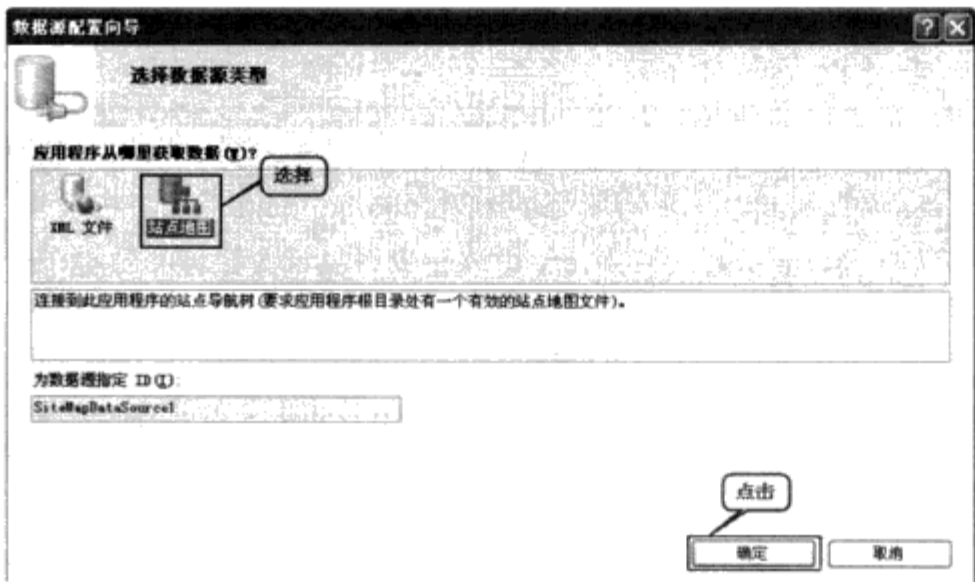 数据源配置向导
选择数据源类型
应用程序从哪里获取数据(W)?
选择
XML 文件
站点地图
连接到此应用程序的站点导航树(要求应用程序根目录处有一个有效的站点地图文件)。
为数据源指定 ID(I):
SiteMapDataSource1
点击
确定
取消